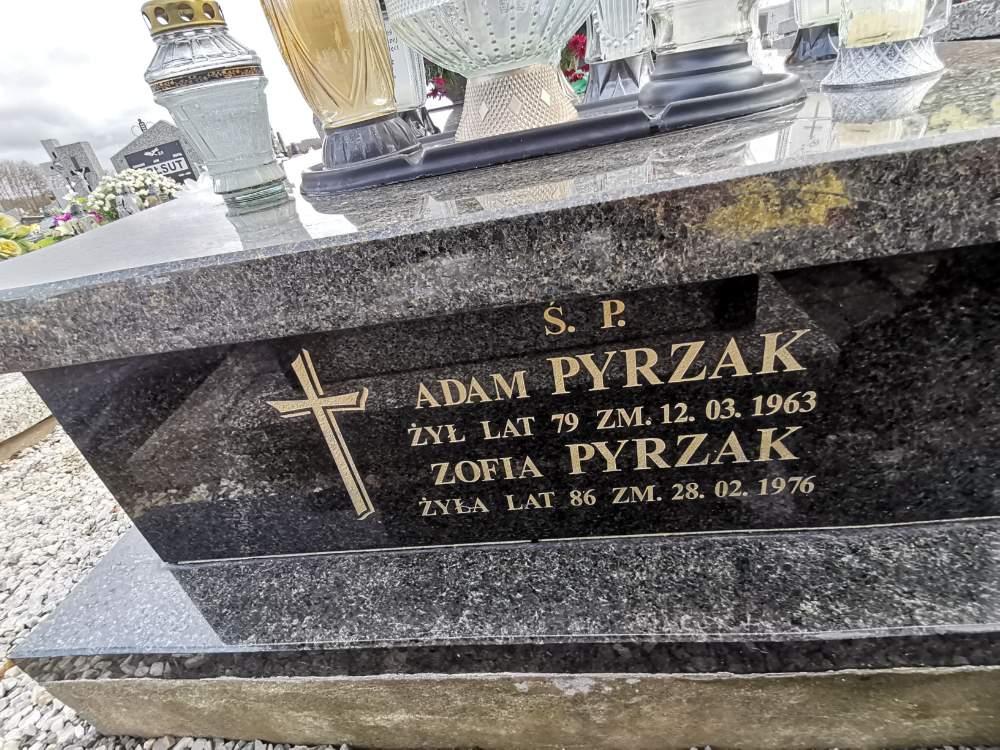 Ś. P.
ADAM PYRZAK
ŻYŁ LAT 79 ZM. 12. 03. 1963
ZOFIA PYRZAK
ŻYŁA LAT 86 ZM. 28. 02. 1976